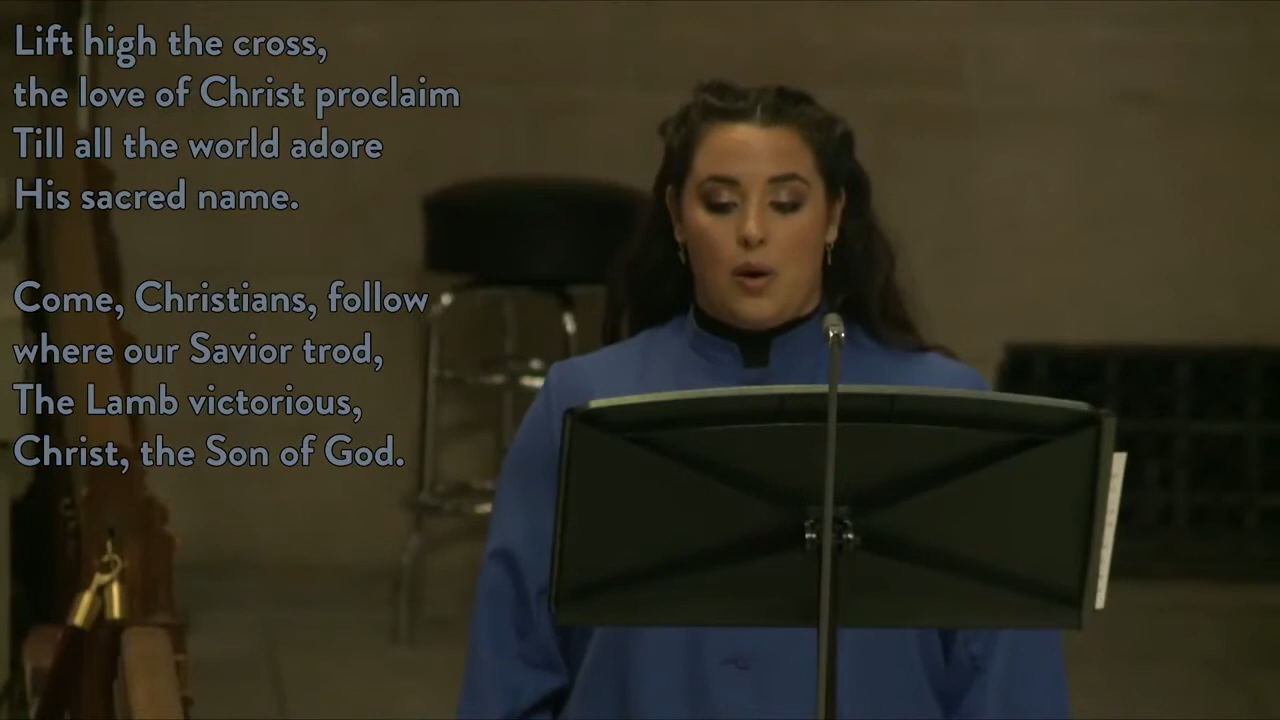 Lift high the cross,
the love of Christ proclaim
Till all the world adore
His sacred name.
Come, Christians, follow
where our Savior trod,
The Lamb victorious,
Christ, the Son of God.